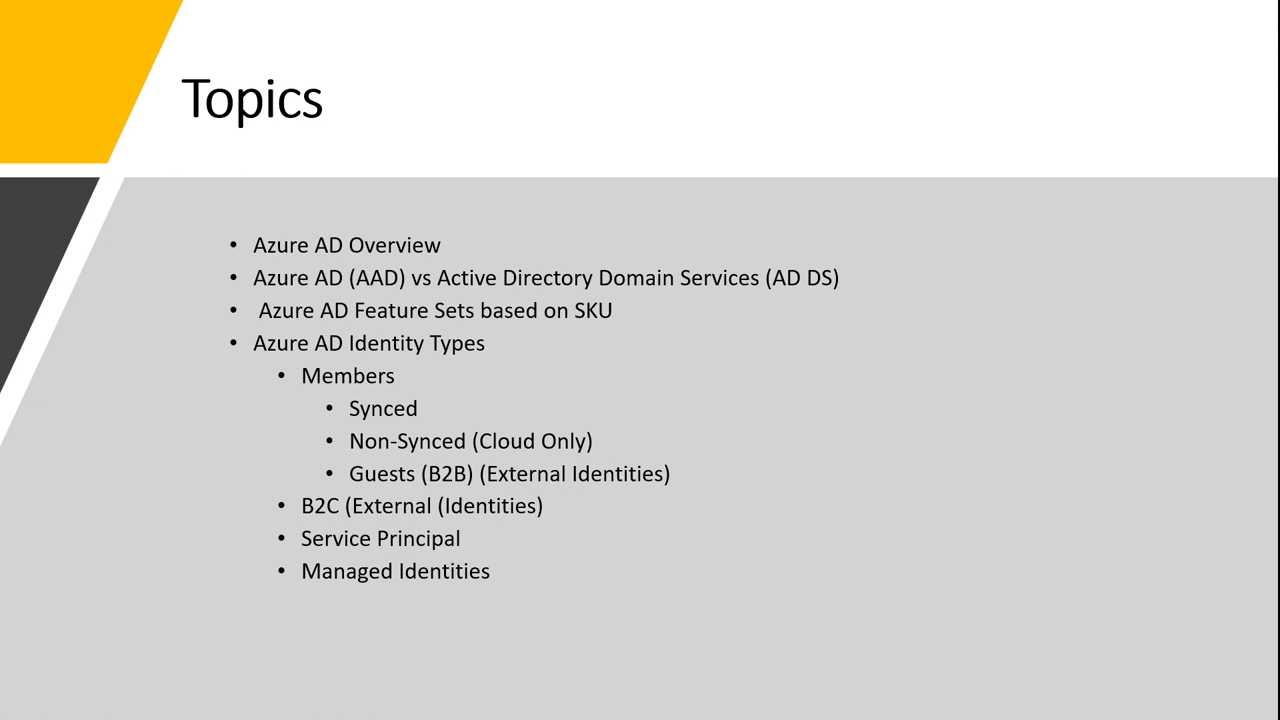 Topics
• Azure AD Overview
• Azure AD (AAD) vs Active Directory Domain Services (AD DS)
• Azure AD Feature Sets based on SKU
• Azure AD Identity Types
• Members
• Synced
• Non-Synced (Cloud Only)
• Guests (B2B) (External Identities)
• B2C (External (Identities)
• Service Principal
• Managed Identities